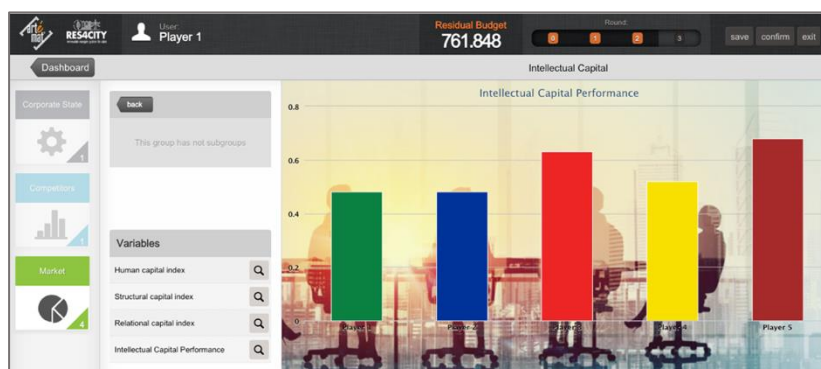 arté
mat
RES4CITY
User:
Player 1
Residual Budget
761.848
Round:
0 1 2 3
save confirm exit
Dashboard
Intellectual Capital
Corporate State
1
Competitors
1
Market
4
back
This group has not subgroups
Variables
Human capital index
Structural capital index
Relational capital index
Intellectual Capital Performance
Intellectual Capital Performance
0.8
0.6
0.4
0.2
0
Player 1
Player 2
Player 3
Player 4
Player 5